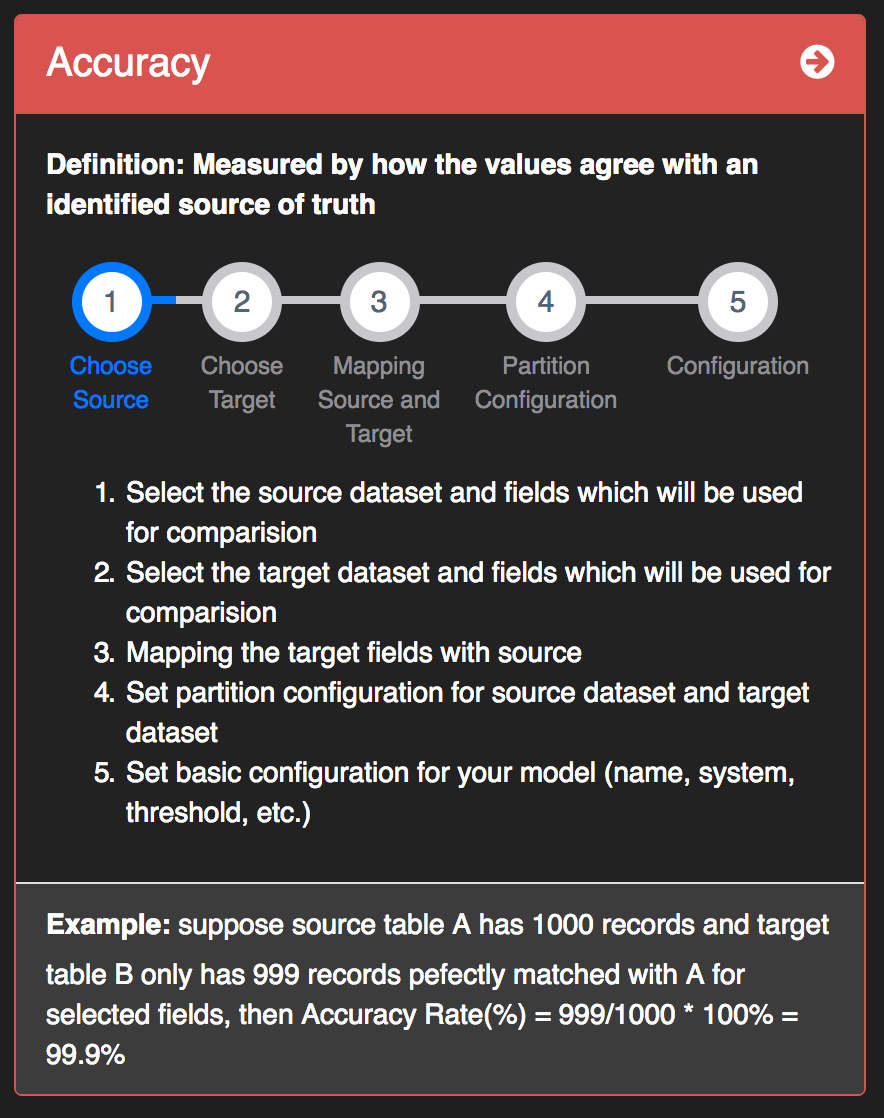 Accuracy
Definition: Measured by how the values agree with an
identified source of truth
1 2 3 4 5
Choose Choose Mapping Partition Configuration
Source Target Source and Configuration
Target
1. Select the source dataset and fields which will be used
for comparision
2. Select the target dataset and fields which will be used for
comparision
3. Mapping the target fields with source
4. Set partition configuration for source dataset and target
dataset
5. Set basic configuration for your model (name, system,
threshold, etc.)
Example: suppose source table A has 1000 records and target
table B only has 999 records pefectly matched with A for
selected fields, then Accuracy Rate(%) = 999/1000 * 100% =
99.9%